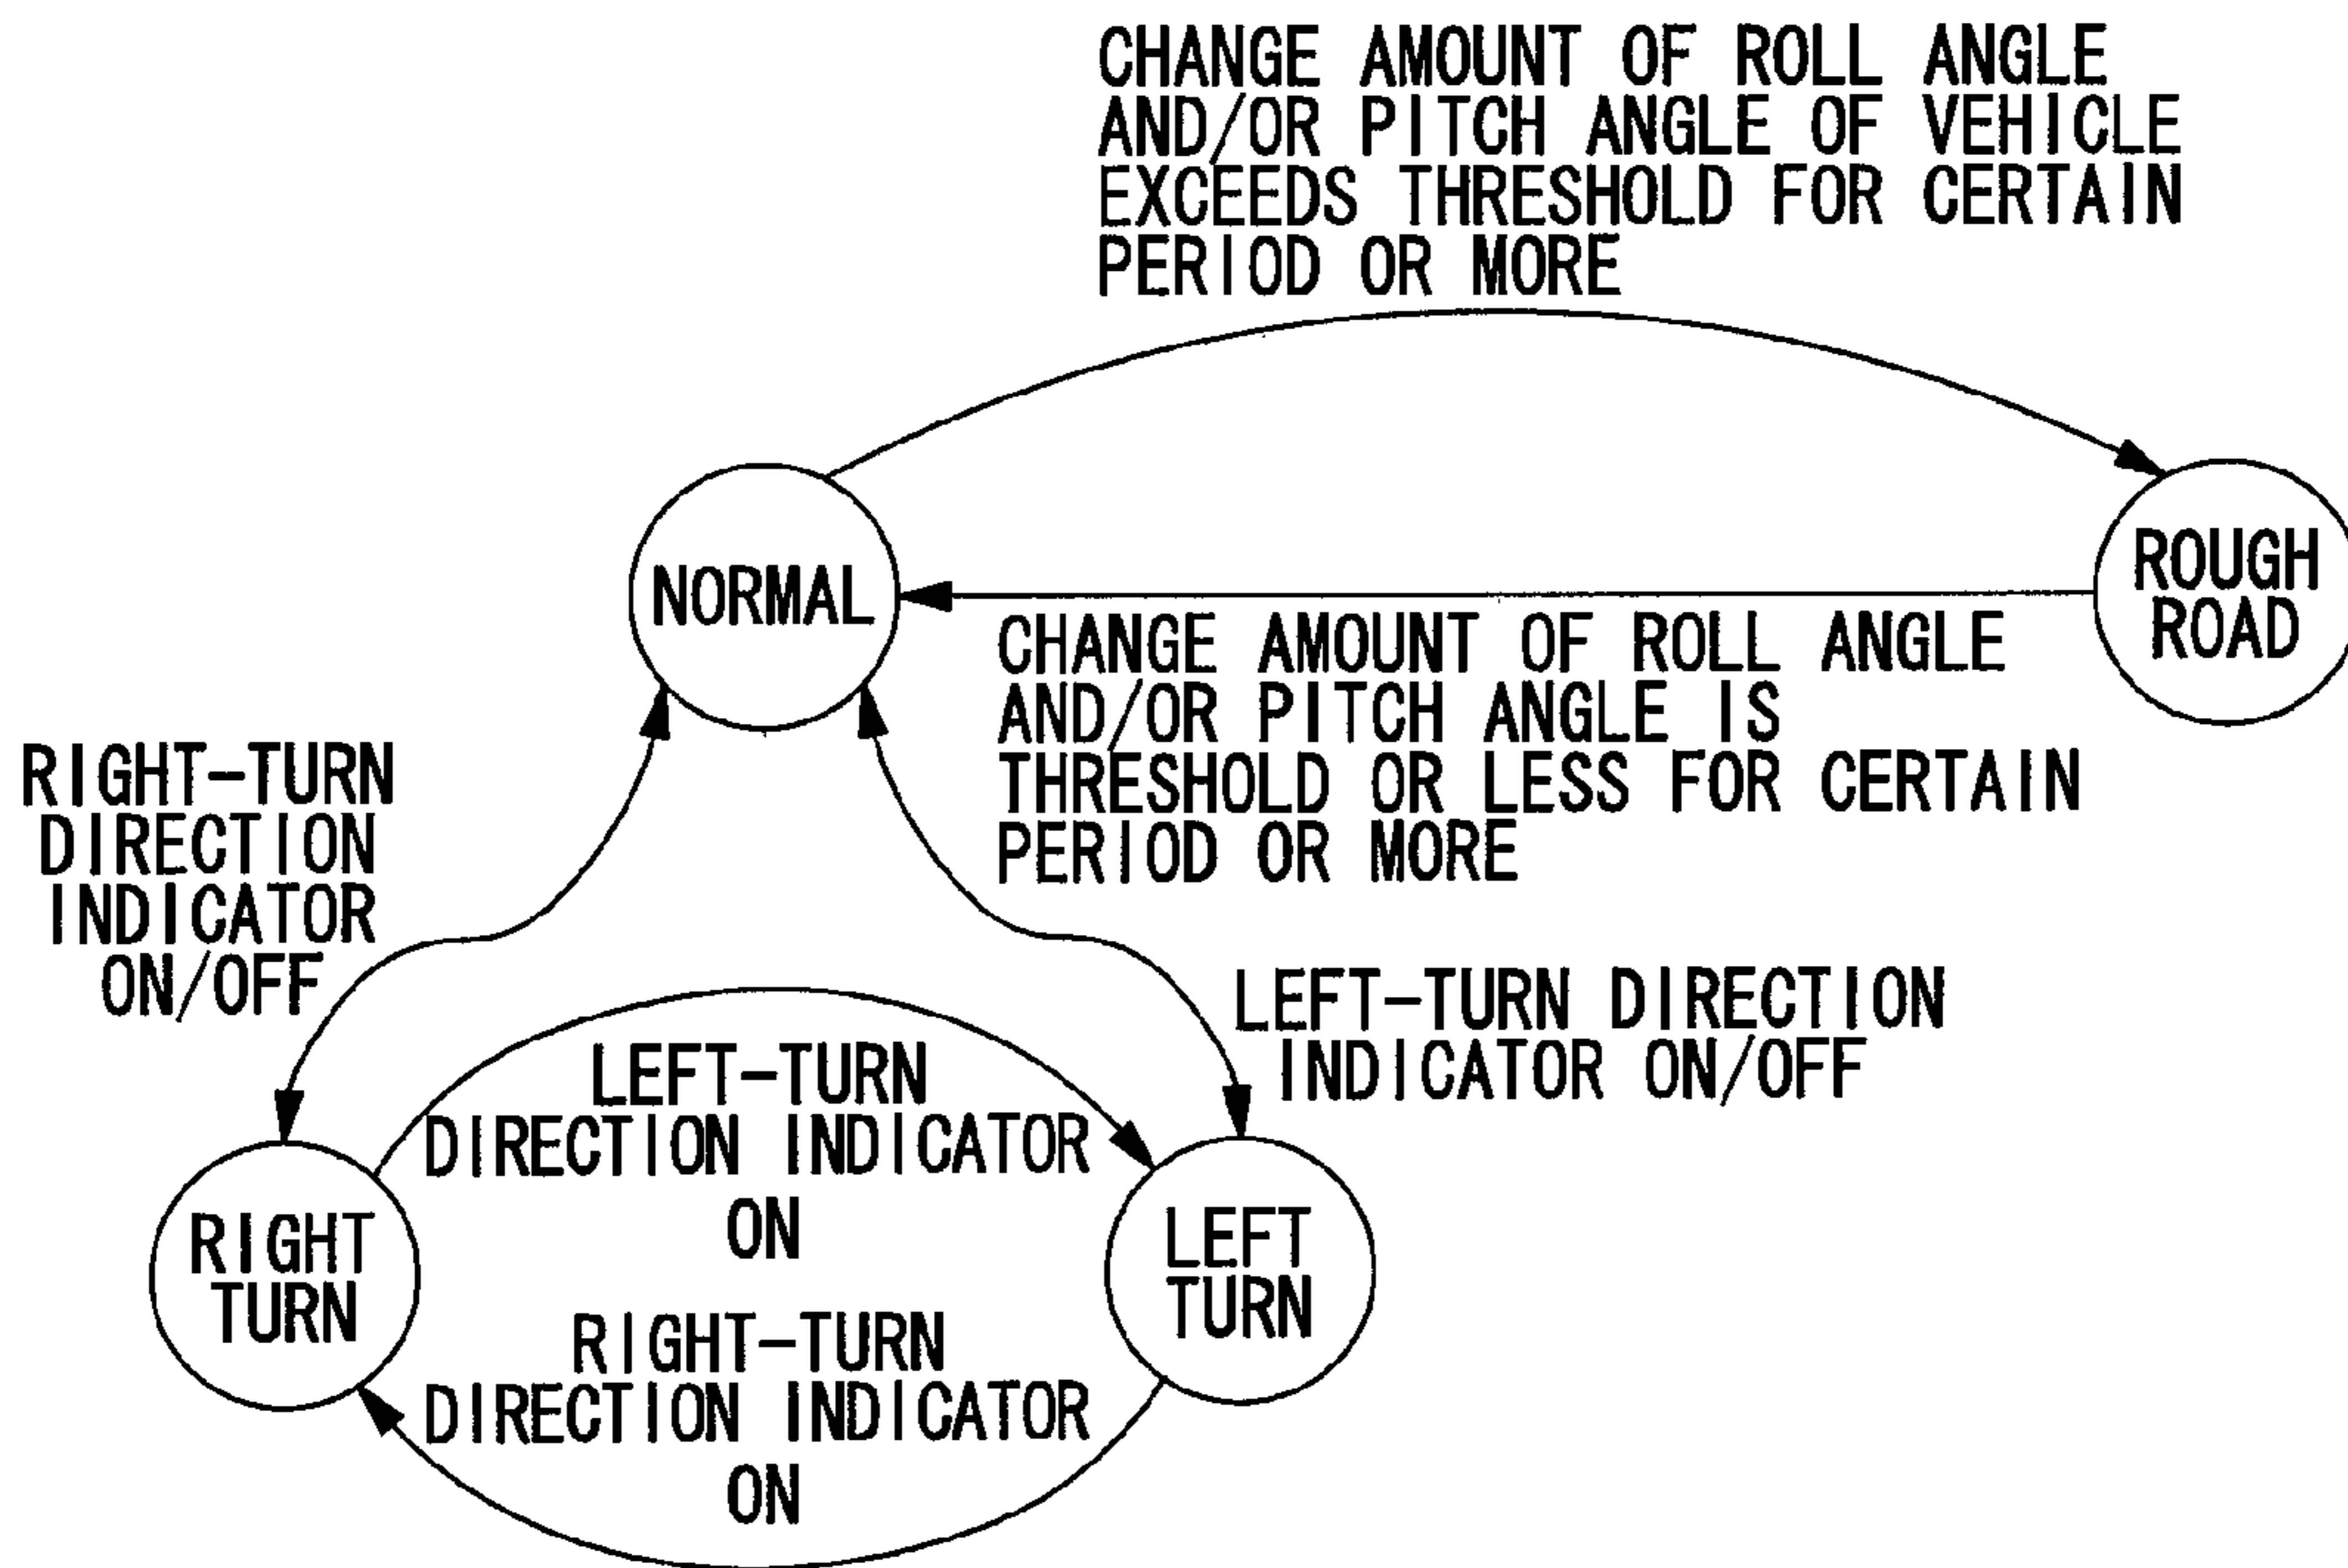 CHANGE AMOUNT OF ROLL ANGLE
AND/OR PITCH ANGLE OF VEHICLE
EXCEEDS THRESHOLD FOR CERTAIN
PERIOD OR MORE
NORMAL
ROUGH
ROAD
CHANGE AMOUNT OF ROLL ANGLE
AND/OR PITCH ANGLE IS
THRESHOLD OR LESS FOR CERTAIN
PERIOD OR MORE
RIGHT-TURN
DIRECTION
INDICATOR
ON/OFF
LEFT-TURN DIRECTION
INDICATOR ON/OFF
LEFT-TURN
DIRECTION INDICATOR
ON
RIGHT
TURN
LEFT
TURN
RIGHT-TURN
DIRECTION INDICATOR
ON